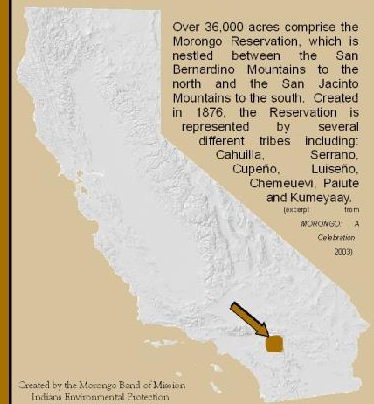 Over 36,000 acres comprise the
Morongo Reservation, which is
nestled between the San
Bernardino Mountains to the
north and the San Jacinto
Mountains to the south. Created
in 1876, the Reservation is
represented by several
different tribes including:
Cahuilla, Serrano,
Cupeño, Luiseño,
Chemeuevi, Paiute
and Kumeyaay.
(excerpt from
MORONGO: A
Celebration
2003)
Created by the Morongo Band of Mission
Indians Environmental Protection